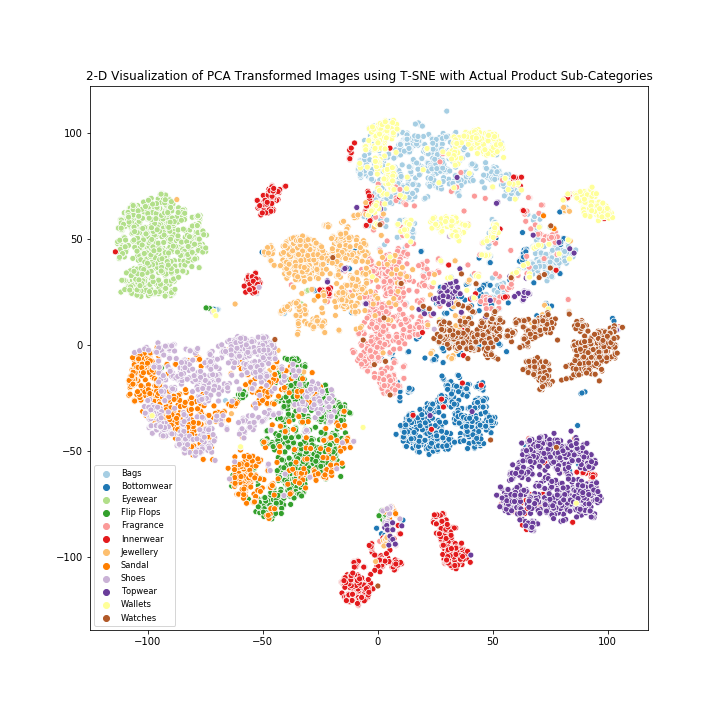 2-D Visualization of PCA Transformed Images using T-SNE with Actual Product Sub-Categories
100
50
0
−50
−100
Bags
Bottomwear
Eyewear
Flip Flops
Fragrance
Innerwear
Jewellery
Sandal
Shoes
Topwear
Wallets
Watches
−100 −50 0 50 100